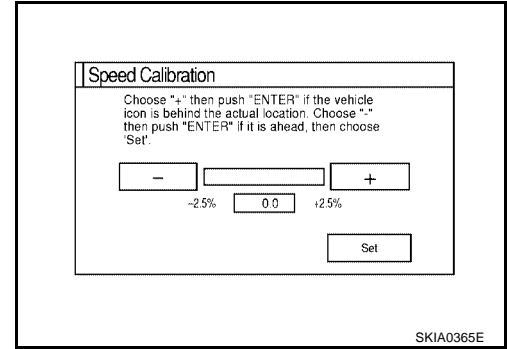 Speed Calibration
Choose "+" then push "ENTER" if the vehicle
icon is behind the actual location. Choose "-"
then push "ENTER" if it is ahead, then choose
'Set'.
− +
−2.5% 0.0 +2.5%
Set
SKIA0365E